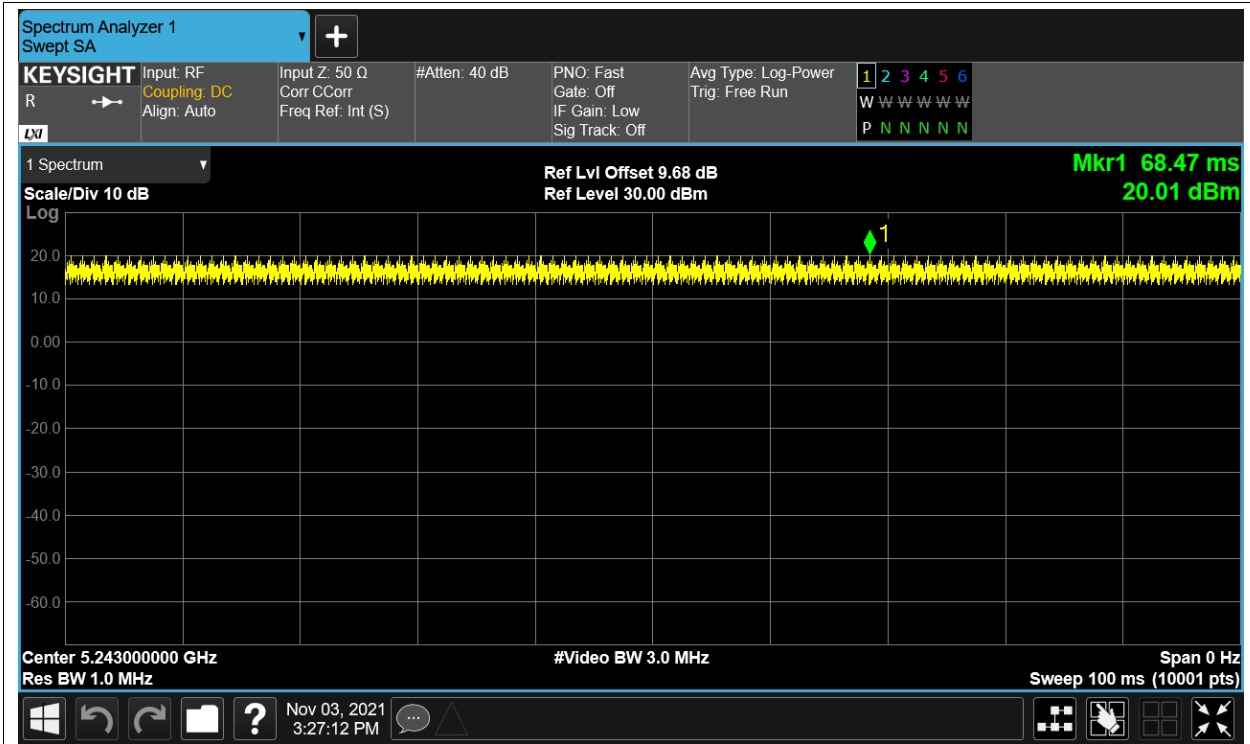 Spectrum Analyzer 1
Swept SA
KEYSIGHT
R
LXI
Input: RF
Coupling: DC
Align: Auto
Input Z: 50 Ω
Corr CCorr
Freq Ref: Int (S)
#Atten: 40 dB
PNO: Fast
Gate: Off
IF Gain: Low
Sig Track: Off
Avg Type: Log-Power
Trig: Free Run
1 2 3 4 5 6
W W W W W W
P N N N N N
1 Spectrum
Scale/Div 10 dB
Log
Ref Lvl Offset 9.68 dB
Ref Level 30.00 dBm
Mkr1 68.47 ms
20.01 dBm
1
20.0
10.0
0.00
-10.0
-20.0
-30.0
-40.0
-50.0
-60.0
Center 5.243000000 GHz
Res BW 1.0 MHz
#Video BW 3.0 MHz
Span 0 Hz
Sweep 100 ms (10001 pts)
?
Nov 03, 2021
3:27:12 PM